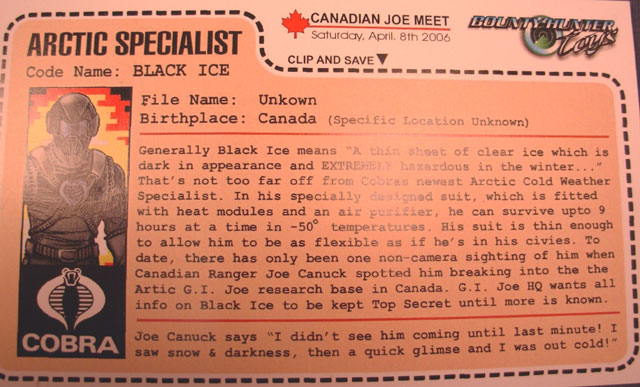 CANADIAN JOE MEET
Saturday, April. 8th 2006
BOUNTY HUNTER
toys
CLIP AND SAVE
ARCTIC SPECIALIST
Code Name: BLACK ICE
File Name: Unkown
Birthplace: Canada (Specific Location Unknown)
Generally Black Ice means "A thin sheet of clear ice which is
dark in appearance and EXTREMELY hazardous in the winter..."
That's not too far off from Cobras newest Arctic Cold Weather
Specialist. In his specially designed suit, which is fitted
with heat modules and an air purifier, he can survive upto 9
hours at a time in -50° temperatures. His suit is thin enough
to allow him to be as flexible as if he's in his civies. To
date, there has only been one non-camera sighting of him when
Canadian Ranger Joe Canuck spotted him breaking into the the
Artic G.I. Joe research base in Canada. G.I. Joe HQ wants all
info on Black Ice to be kept Top Secret until more is known.
Joe Canuck says "I didn't see him coming until last minute! I
saw snow & darkness, then a quick glimse and I was out cold!"
COBRA